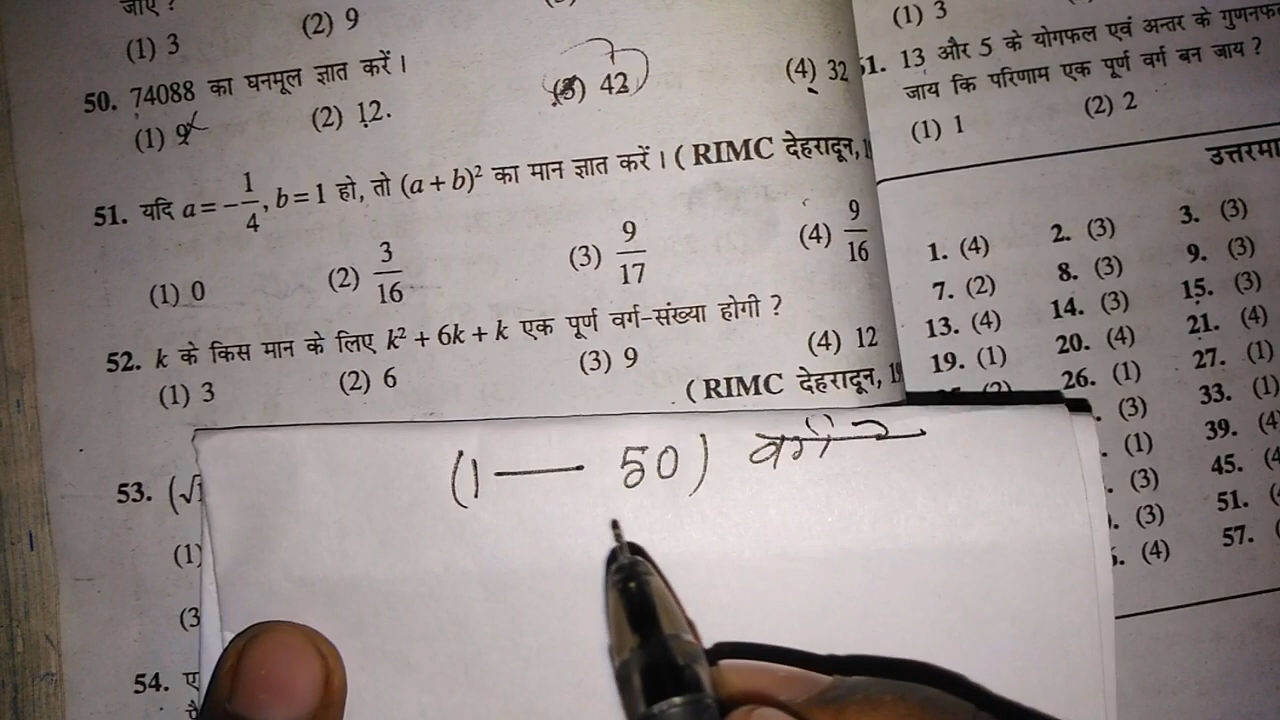 जाए ?
(1) 3 (2) 9
50. 74088 का घनमूल ज्ञात करें ।
(1) 9 (2) 12. (3) 42 (4) 32
51. यदि a = -1/4, b = 1 हो, तो (a + b)² का मान ज्ञात करें । ( RIMC देहरादून,
(1) 0 (2) 3/16 (3) 9/17 (4) 9/16
52. k के किस मान के लिए k² + 6k + k एक पूर्ण वर्ग-संख्या होगी ?
(1) 3 (2) 6 (3) 9 (4) 12
(RIMC देहरादून,
53. (√
(1)
(3
54.
(1 — 50) वर्ग
(1) 3
51. 13 और 5 के योगफल एवं अन्तर के गुणनफ
जाय कि परिणाम एक पूर्ण वर्ग बन जाय ?
(1) 1 (2) 2
उत्तरमा
1. (4) 2. (3) 3. (3)
7. (2) 8. (3) 9. (3)
13. (4) 14. (3) 15. (3)
19. (1) 20. (4) 21. (4)
26. (1) 27. (1)
(3) 33. (1)
(1) 39. (4
(3) 45. (4
(3) 51. (
(4) 57. (